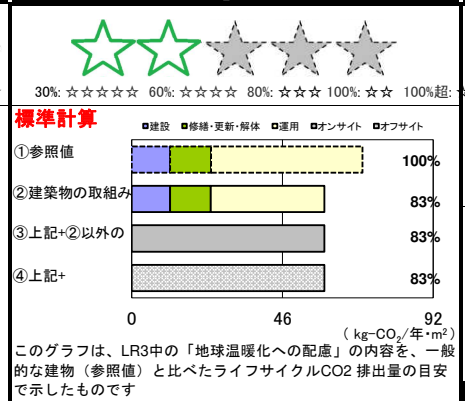 30%: ☆☆☆☆☆ 60%: ☆☆☆☆ 80%: ☆☆☆ 100%: ☆☆ 100%超: ☆
標準計算
■建設 ■修繕・更新・解体 □運用 ■オンサイト ■オフサイト
①参照値 100%
②建築物の取組み 83%
③上記+②以外の 83%
④上記+ 83%
0 46 92
( kg-CO₂/年・m² )
このグラフは、LR3中の「地球温暖化への配慮」の内容を、一般
的な建物（参照値）と比べたライフサイクルCO2 排出量の目安
で示したものです